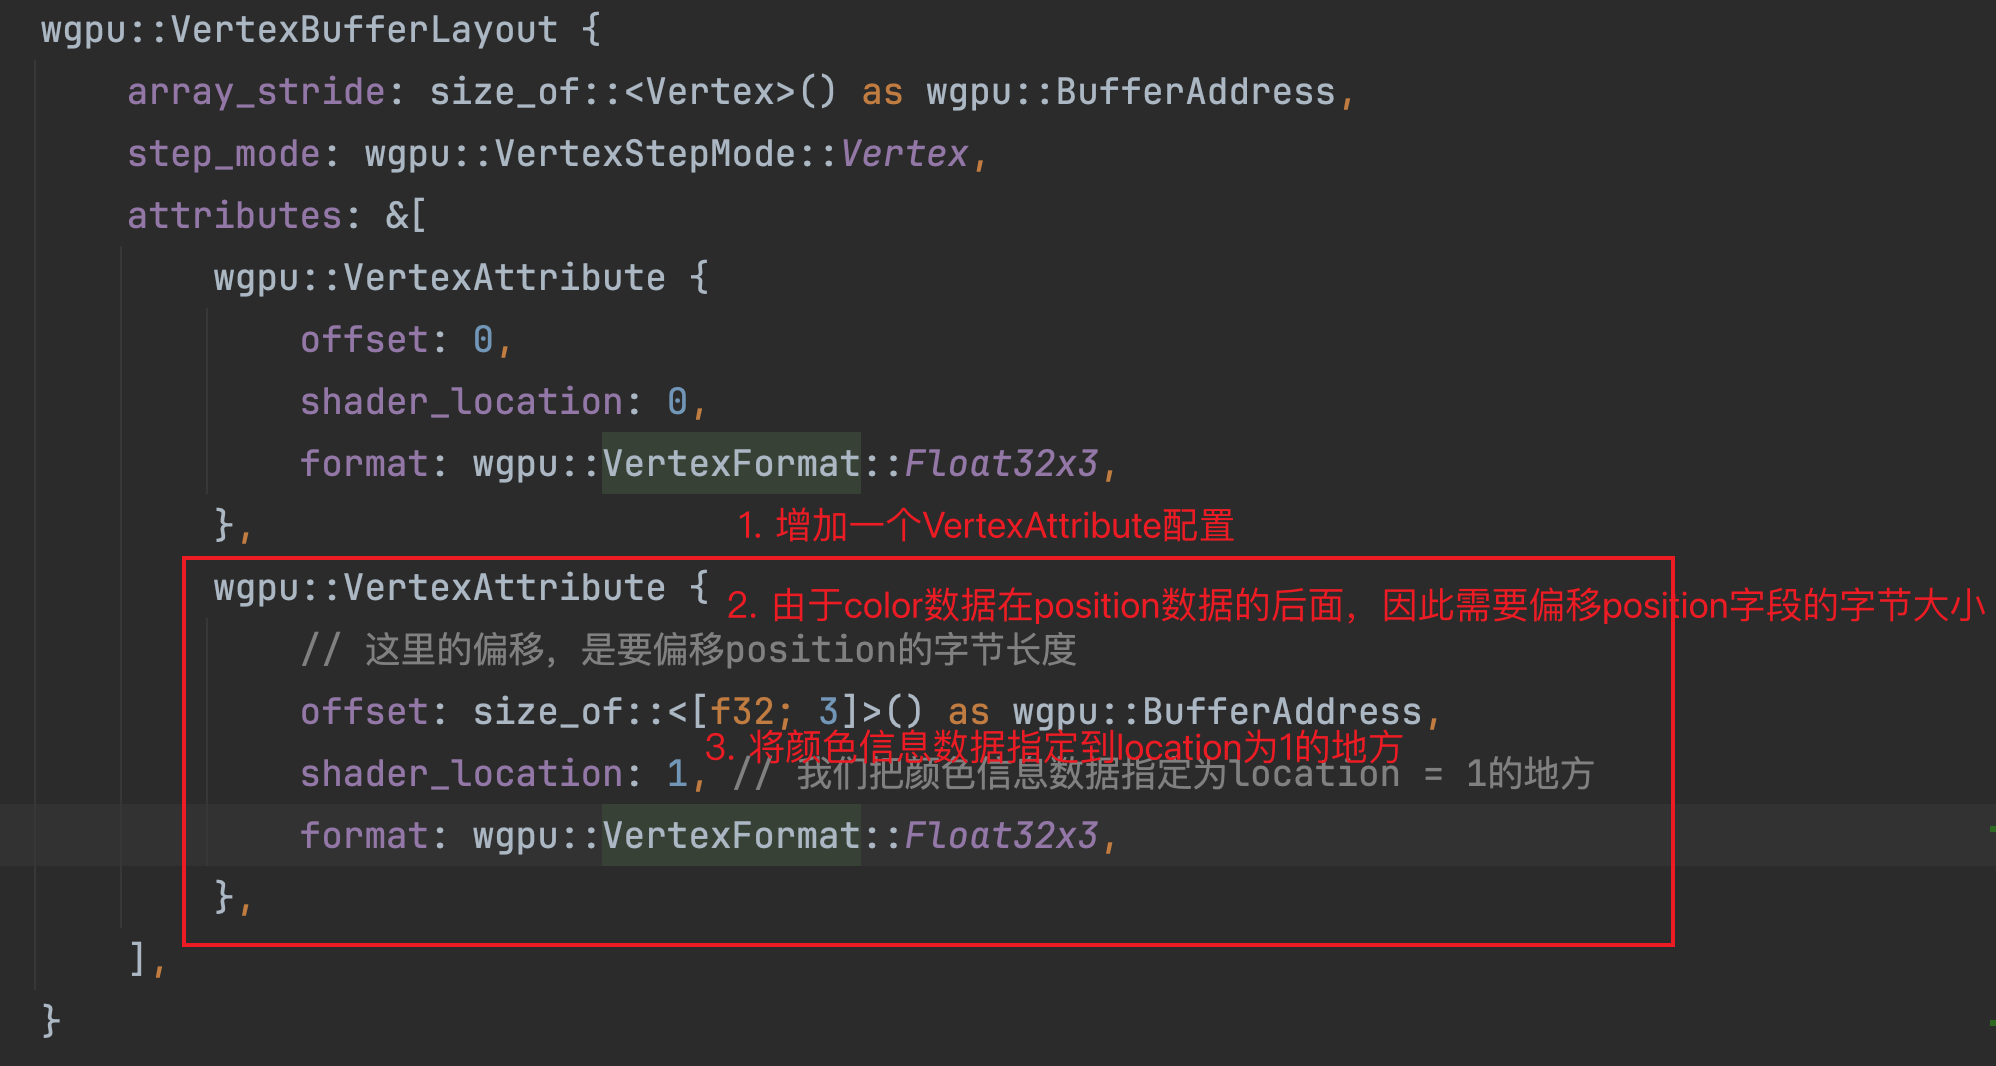 wgpu::VertexBufferLayout {
array_stride: size_of::<Vertex>() as wgpu::BufferAddress,
step_mode: wgpu::VertexStepMode::Vertex,
attributes: &[
wgpu::VertexAttribute {
offset: 0,
shader_location: 0,
format: wgpu::VertexFormat::Float32x3,
},
1. 增加一个VertexAttribute配置
wgpu::VertexAttribute {
2. 由于color数据在position数据的后面，因此需要偏移position字段的字节大小
// 这里的偏移，是要偏移position的字节长度
offset: size_of::<[f32; 3]>() as wgpu::BufferAddress,
3. 将颜色信息数据指定到location为1的地方
shader_location: 1, // 我们把颜色信息数据指定为location = 1的地方
format: wgpu::VertexFormat::Float32x3,
},
],
}